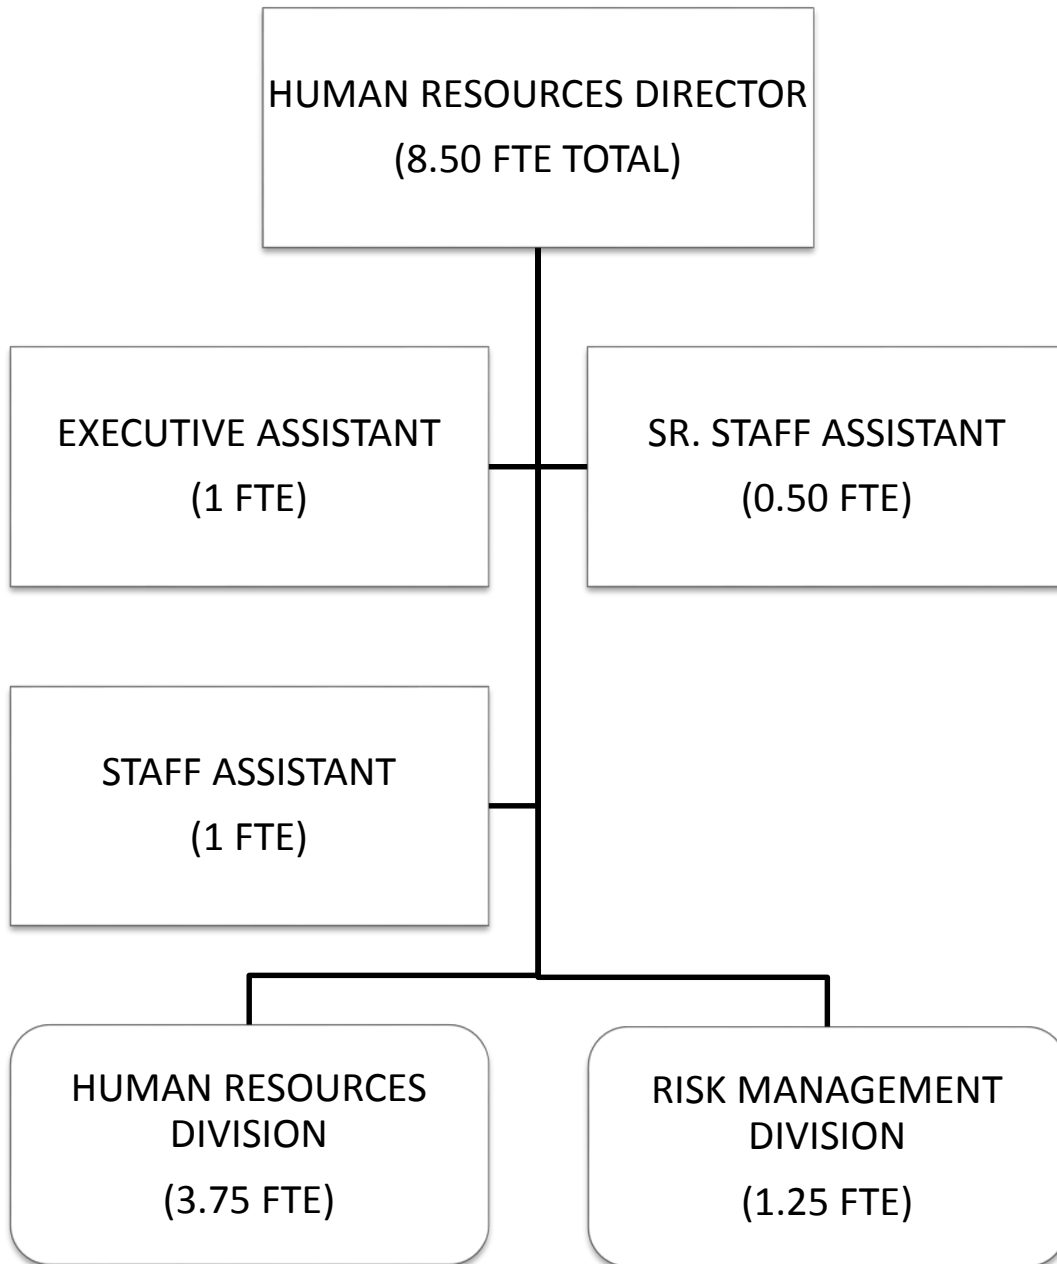 HUMAN RESOURCES DIRECTOR
(8.50 FTE TOTAL)
EXECUTIVE ASSISTANT
(1 FTE)
SR. STAFF ASSISTANT
(0.50 FTE)
STAFF ASSISTANT
(1 FTE)
HUMAN RESOURCES
DIVISION
(3.75 FTE)
RISK MANAGEMENT
DIVISION
(1.25 FTE)